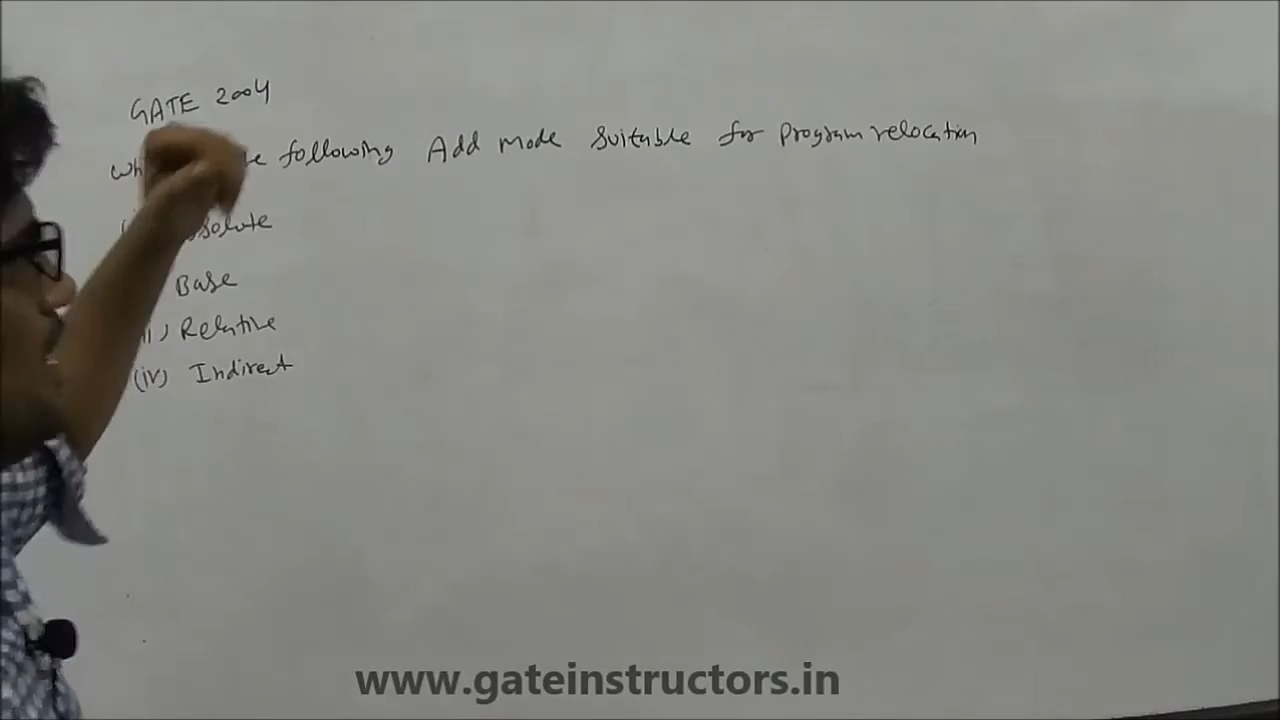 GATE 2004
following Add mode suitable for program relocation
Base
Relative
(iv) Indirect
www.gateinstructors.in